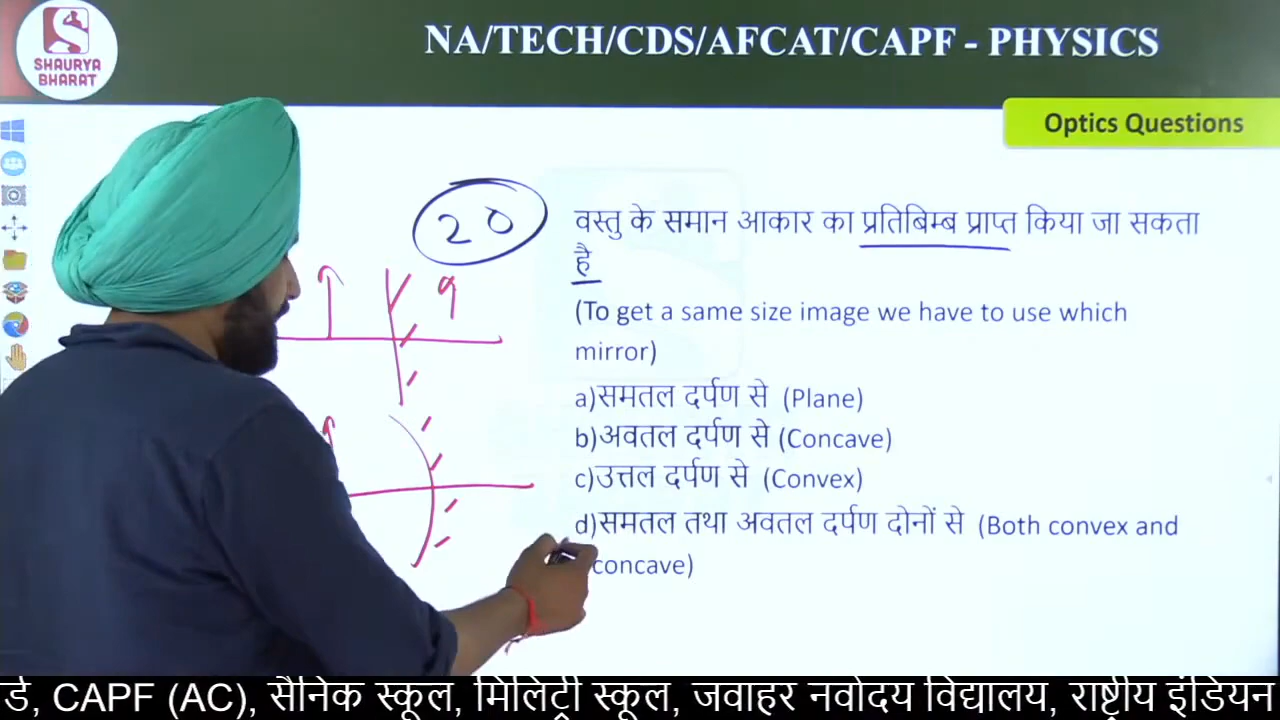 SHAURYA
BHARAT
NA/TECH/CDS/AFCAT/CAPF - PHYSICS
Optics Questions
20
वस्तु के समान आकार का प्रतिबिम्ब प्राप्त किया जा सकता
है
(To get a same size image we have to use which
mirror)
a)समतल दर्पण से (Plane)
b)अवतल दर्पण से (Concave)
c)उत्तल दर्पण से (Convex)
d)समतल तथा अवतल दर्पण दोनों से (Both convex and
concave)
र्ड, CAPF (AC), सैनिक स्कूल, मिलिट्री स्कूल, जवाहर नवोदय विद्यालय, राष्ट्रीय इंडियन